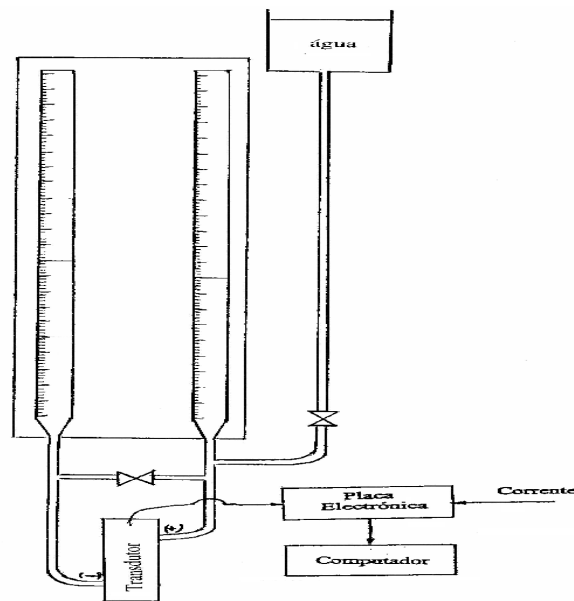 água
Placa
Electrónica
Corrente
Computador
Transdutor
(+)
(-)